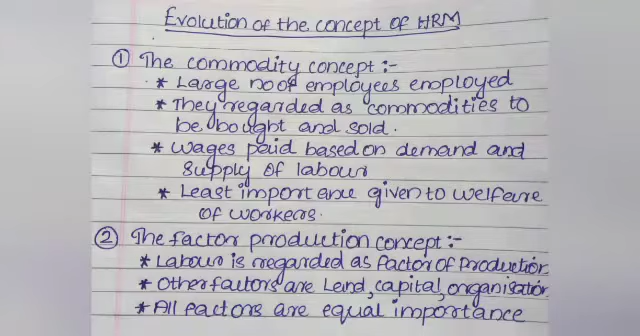 Evolution of the concept of HRM
① The commodity concept :-
* Large no of employees employed
* They regarded as commodities to
be bought and sold.
* Wages paid based on demand and
supply of labour
* Least importance given to welfare
of workers.
② The factor production concept :-
* Labour is regarded as factor of Production
* Other factors are Land, capital, organisation
* All factors are equal importance